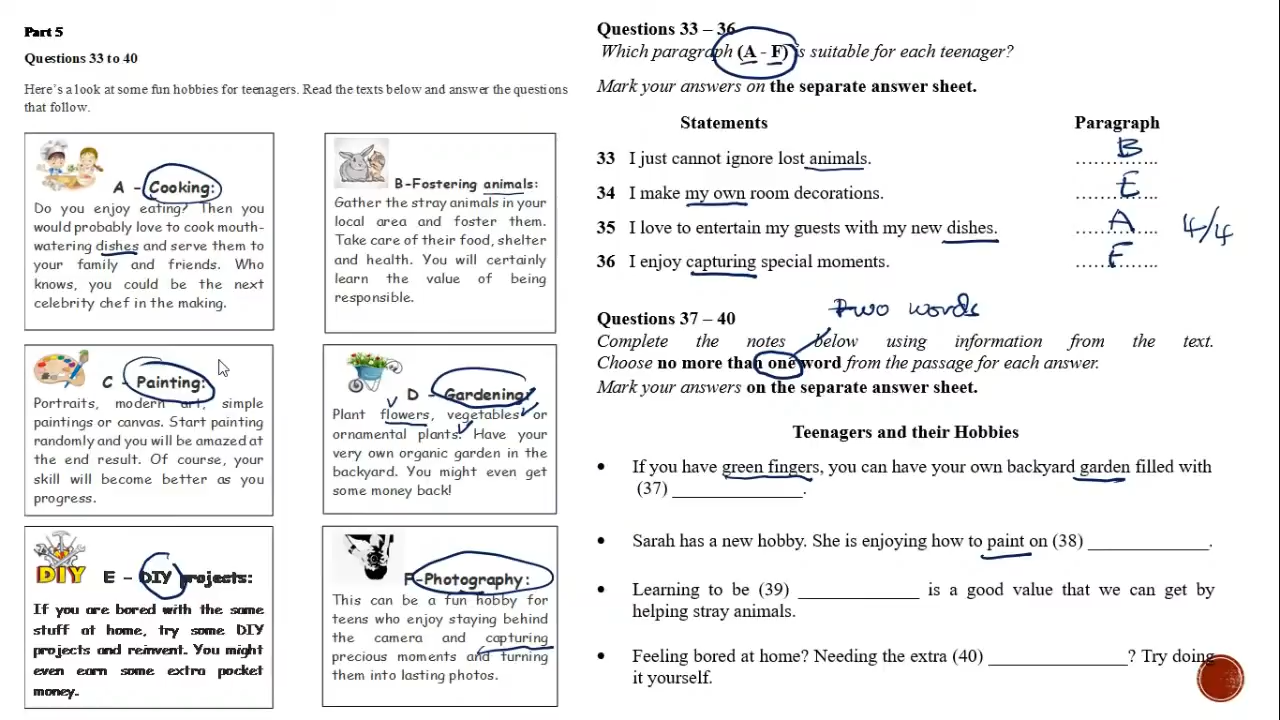 Part 5
Questions 33 to 40
Here's a look at some fun hobbies for teenagers. Read the texts below and answer the questions
that follow.
A - Cooking:
Do you enjoy eating? Then you
would probably love to cook mouth-
watering dishes and serve them to
your family and friends. Who
knows, you could be the next
celebrity chef in the making.
B-Fostering animals:
Gather the stray animals in your
local area and foster them.
Take care of their food, shelter
and health. You will certainly
learn the value of being
responsible.
C - Painting:
Portraits, modern art, simple
paintings or canvas. Start painting
randomly and you will be amazed at
the end result. Of course, your
skill will become better as you
progress.
D - Gardening:
Plant flowers, vegetables or
ornamental plants. Have your
very own organic garden in the
backyard. You might even get
some money back!
DIY
E - DIY projects:
If you are bored with the same
stuff at home, try some DIY
projects and reinvent. You might
even earn some extra pocket
money.
F-Photography:
This can be a fun hobby for
teens who enjoy staying behind
the camera and capturing
precious moments and turning
them into lasting photos.
Questions 33 – 36
Which paragraph (A - F) is suitable for each teenager?
Mark your answers on the separate answer sheet.
Statements Paragraph
33 I just cannot ignore lost animals. B
34 I make my own room decorations. E
35 I love to entertain my guests with my new dishes. A 4/4
36 I enjoy capturing special moments. F
two words
Questions 37 – 40
Complete the notes below using information from the text.
Choose no more than one word from the passage for each answer.
Mark your answers on the separate answer sheet.
Teenagers and their Hobbies
• If you have green fingers, you can have your own backyard garden filled with
(37) ______________.
• Sarah has a new hobby. She is enjoying how to paint on (38) _____________.
• Learning to be (39) _____________ is a good value that we can get by
helping stray animals.
• Feeling bored at home? Needing the extra (40) _______________? Try doing
it yourself.